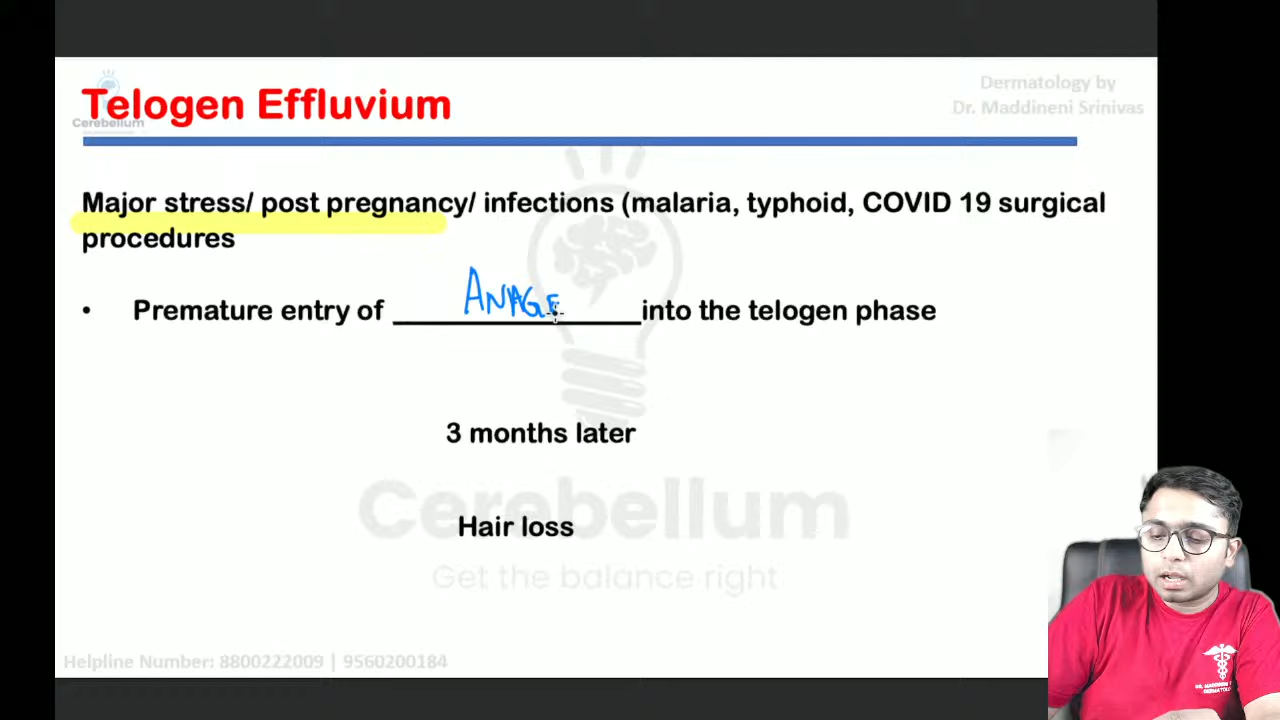 Telogen Effluvium
Cerebellum
Dermatology by
Dr. Maddineni Srinivas
Major stress/ post pregnancy/ infections (malaria, typhoid, COVID 19 surgical
procedures
• Premature entry of ANAGE into the telogen phase
3 months later
Cerebellum
Hair loss
Get the balance right
Helpline Number: 8800222009 | 9560200184